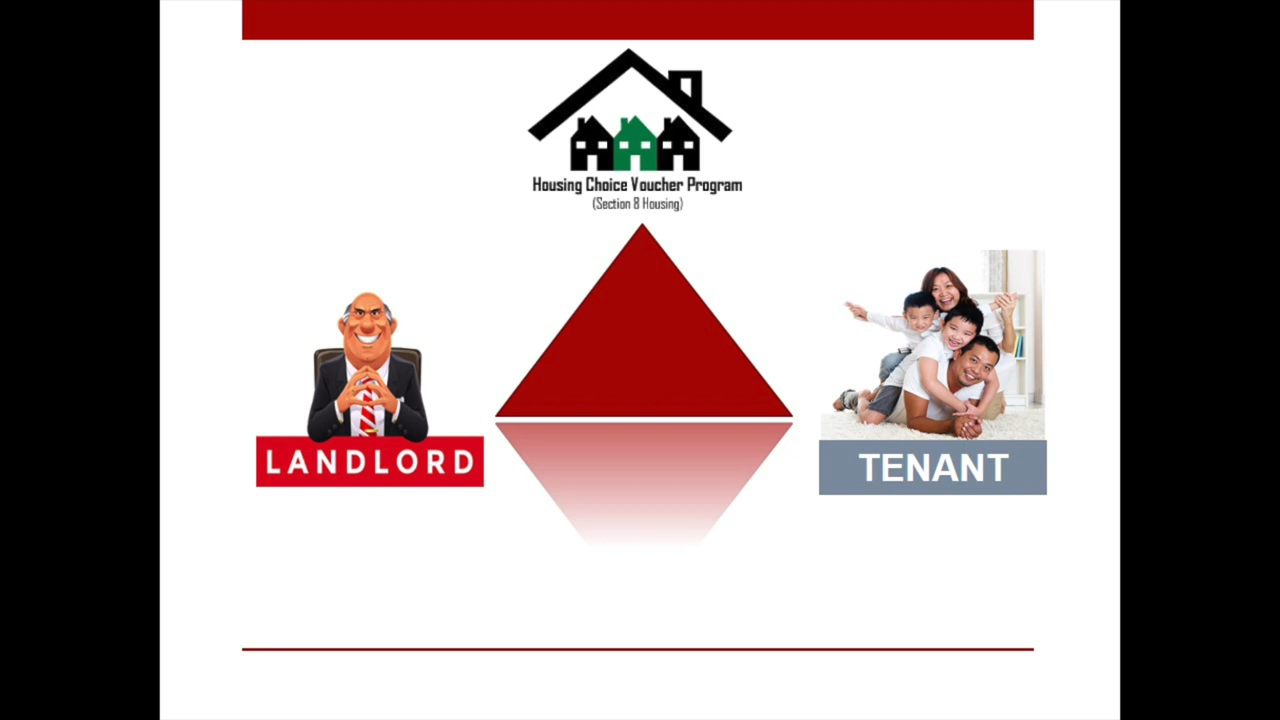 Housing Choice Voucher Program
(Section 8 Housing)
LANDLORD
TENANT